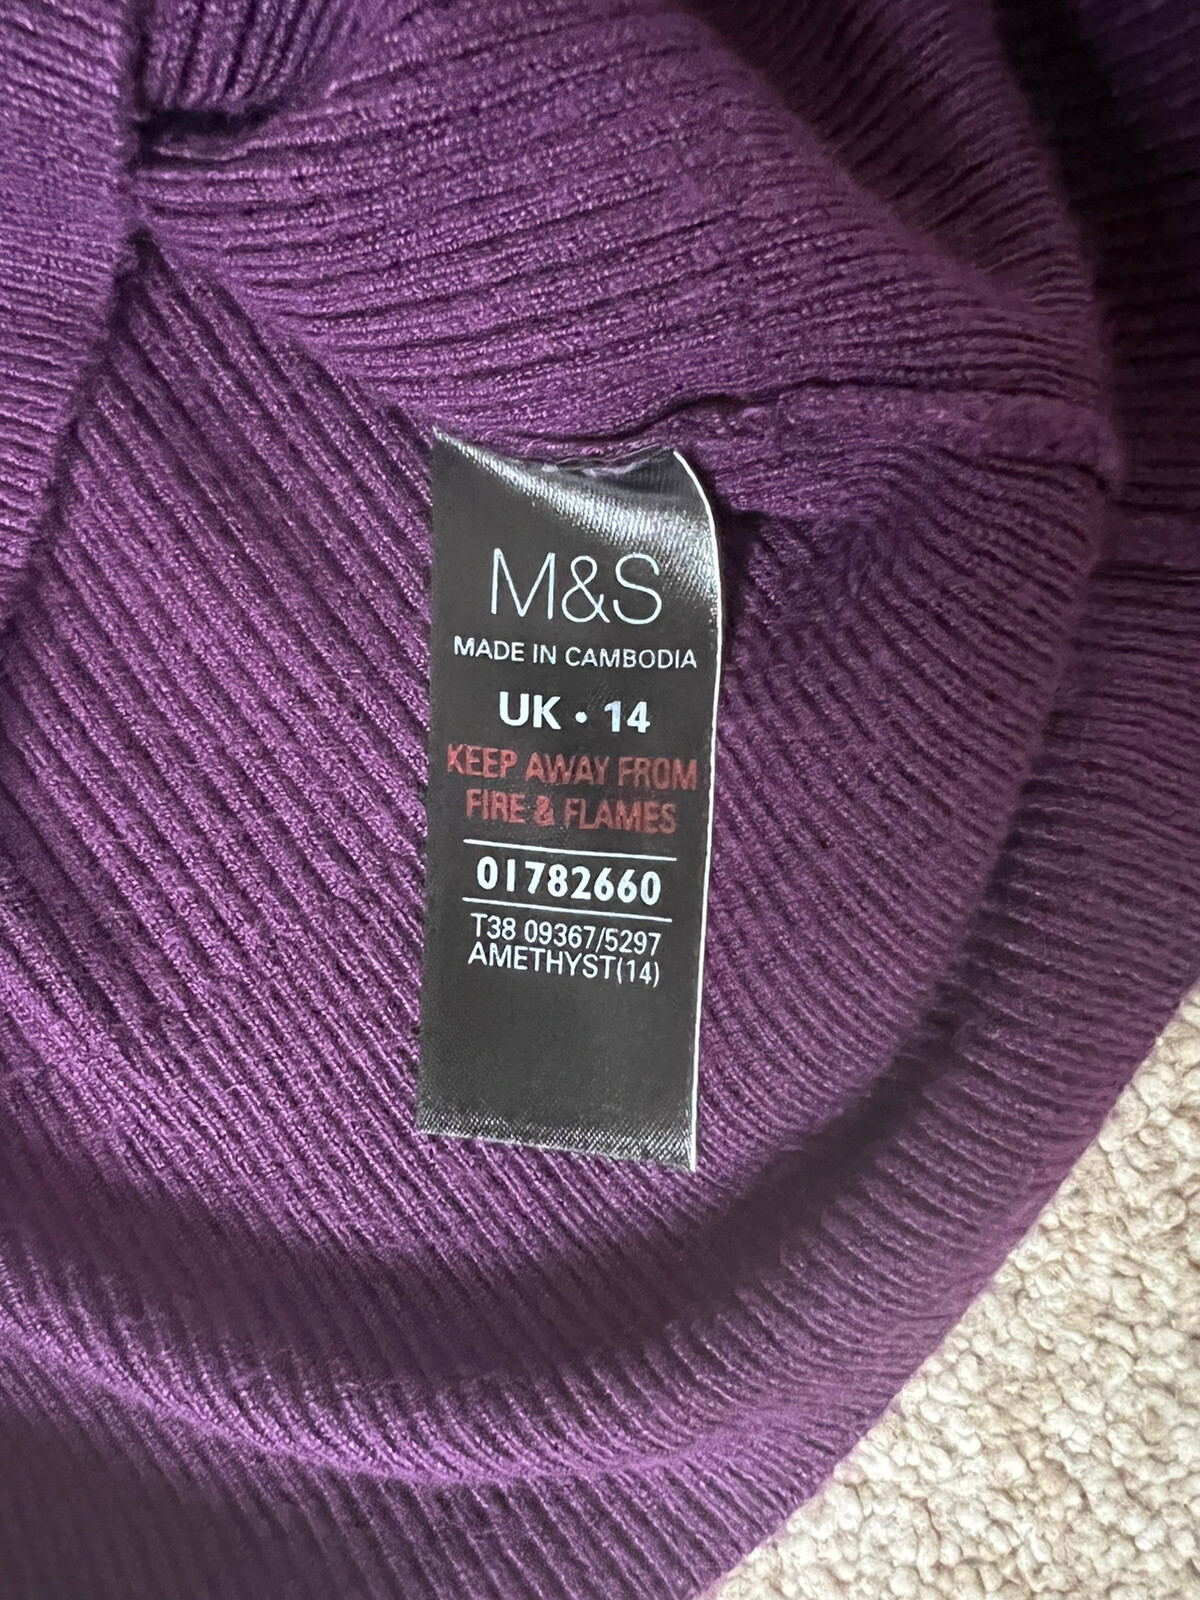 M&S
MADE IN CAMBODIA
UK • 14
KEEP AWAY FROM
FIRE & FLAMES
01782660
T38 09367/5297
AMETHYST(14)